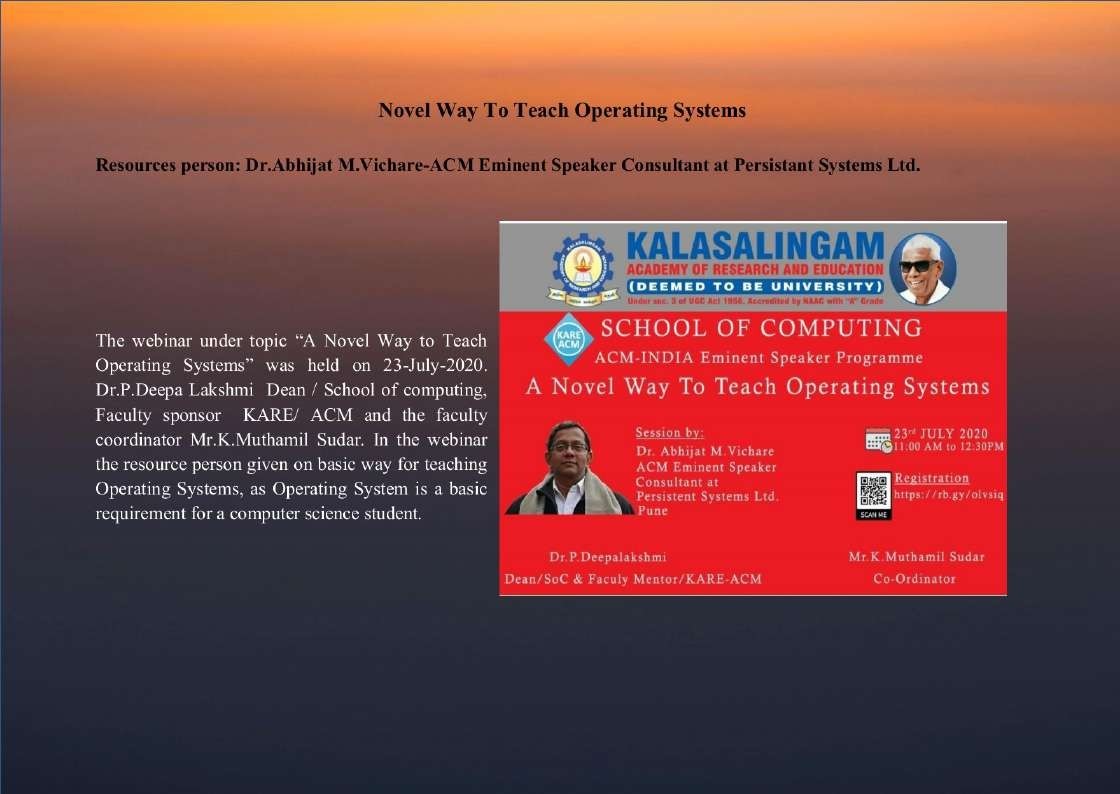 Novel Way To Teach Operating Systems
Resources person: Dr.Abhijat M.Vichare-ACM Eminent Speaker Consultant at Persistant Systems Ltd.
The webinar under topic “A Novel Way to Teach
Operating Systems” was held on 23-July-2020.
Dr.P.Deepa Lakshmi Dean / School of computing,
Faculty sponsor KARE/ ACM and the faculty
coordinator Mr.K.Muthamil Sudar. In the webinar
the resource person given on basic way for teaching
Operating Systems, as Operating System is a basic
requirement for a computer science student.
KALASALINGAM
ACADEMY OF RESEARCH AND EDUCATION
(DEEMED TO BE UNIVERSITY)
Under sec. 3 of UGC Act 1956. Accredited by NAAC with "A" Grade
KARE
ACM
SCHOOL OF COMPUTING
ACM-INDIA Eminent Speaker Programme
A Novel Way To Teach Operating Systems
Session by:
Dr. Abhijat M.Vichare
ACM Eminent Speaker
Consultant at
Persistent Systems Ltd.
Pune
23rd JULY 2020
11:00 AM to 12:30PM
Registration
https://rb.gy/olvsiq
SCAN ME
Dr.P.Deepalakshmi
Dean/SoC & Faculy Mentor/KARE-ACM
Mr.K.Muthamil Sudar
Co-Ordinator